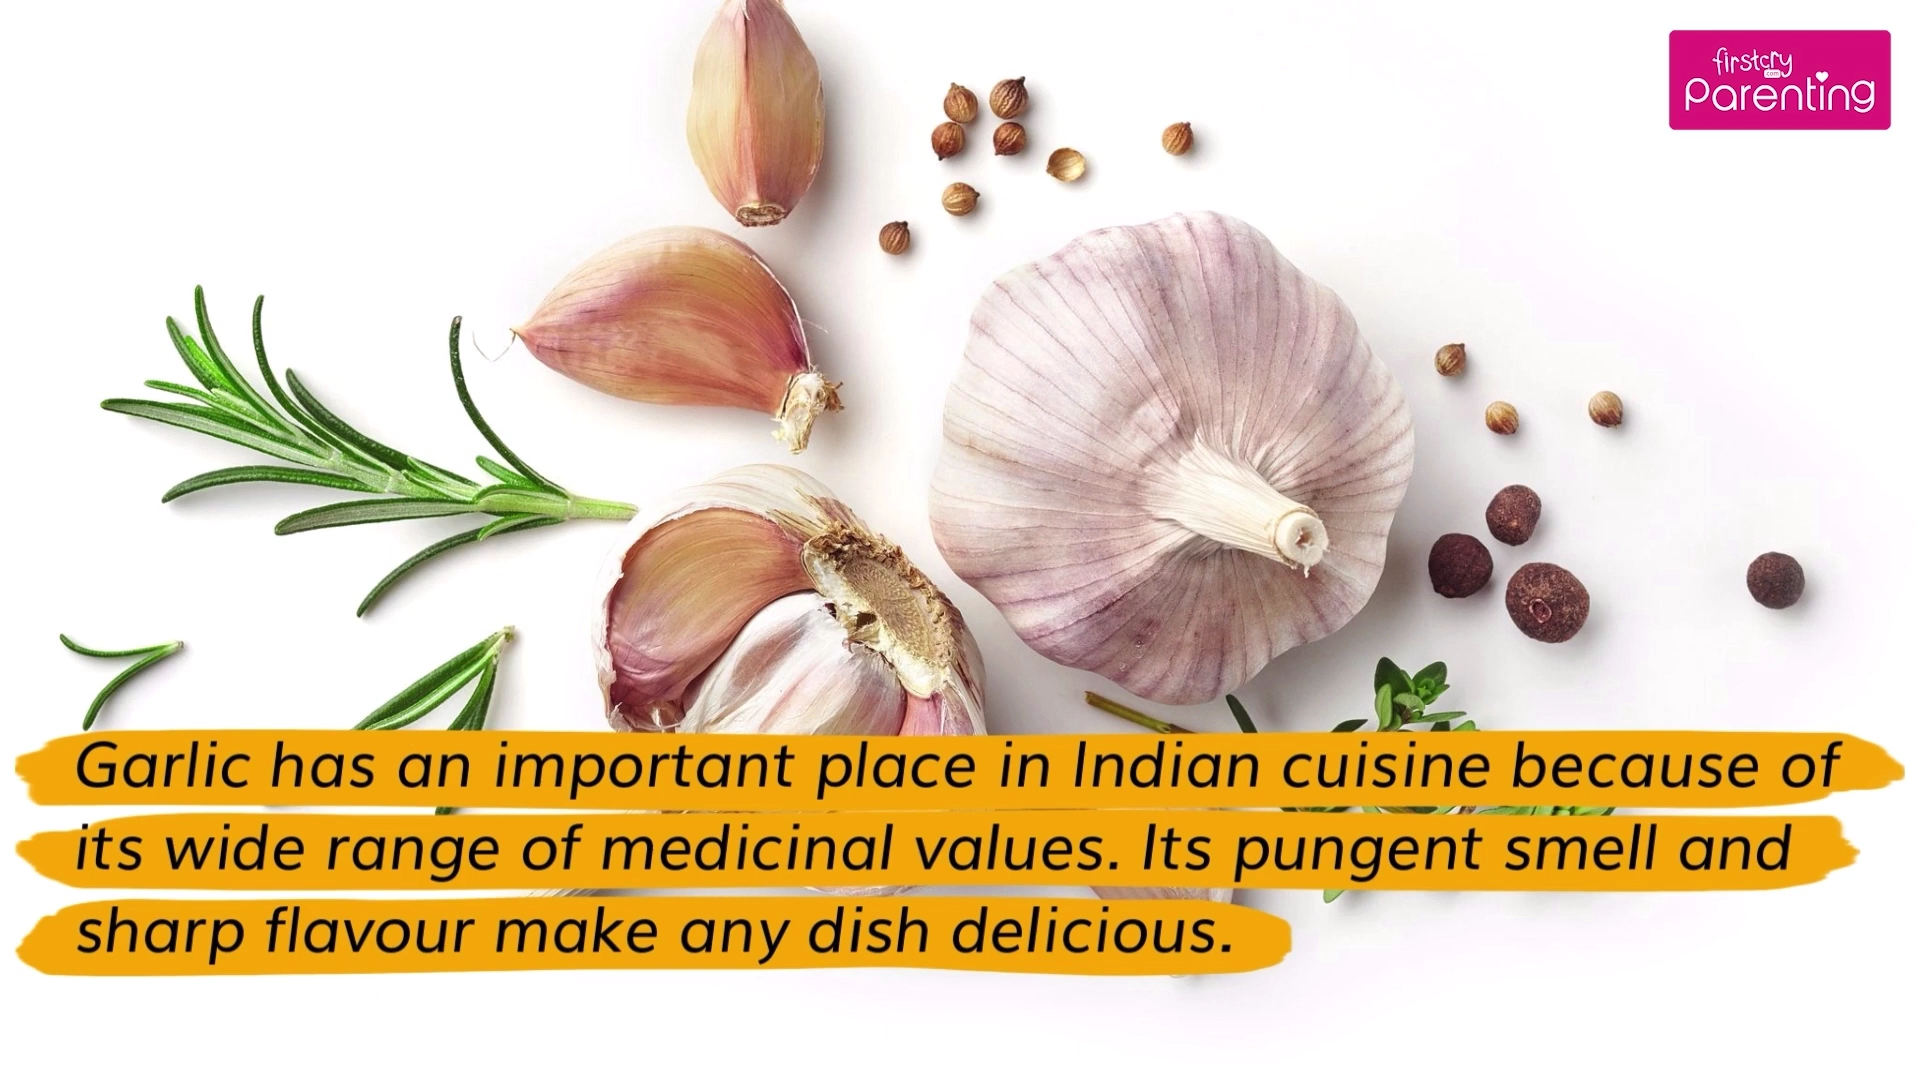 firstcry
.com
Parenting
Garlic has an important place in Indian cuisine because of
its wide range of medicinal values. Its pungent smell and
sharp flavour make any dish delicious.